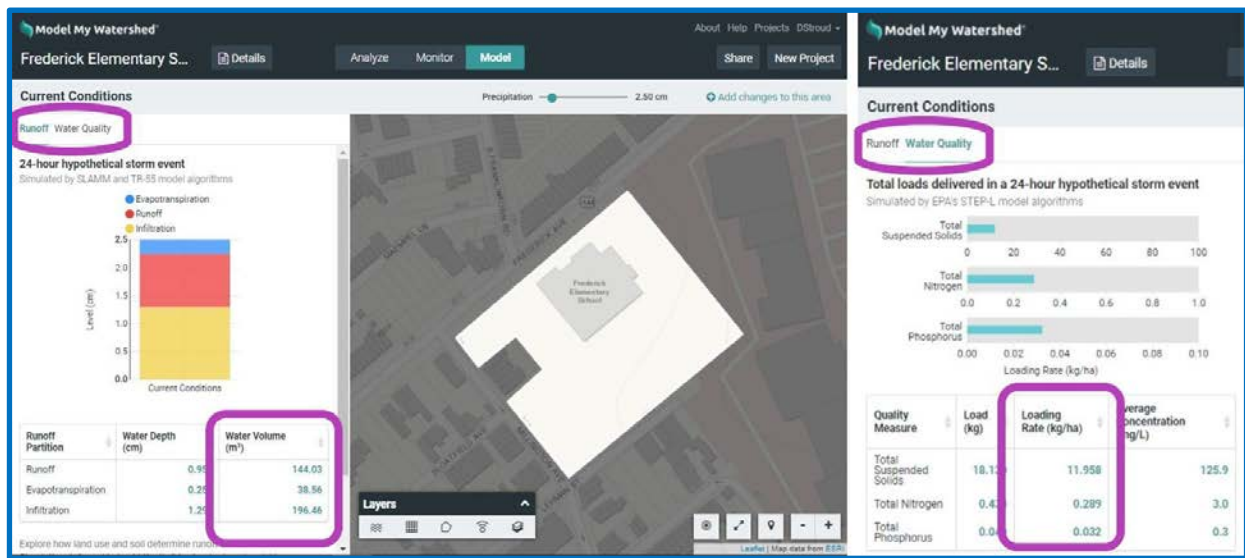 Model My Watershed®
About Help Projects DStroud
Frederick Elementary S...
Details
Analyze Monitor Model
Share New Project
Current Conditions
Precipitation 2.50 cm
Add changes to this area
Runoff Water Quality
24-hour hypothetical storm event
Simulated by SLAMM and TR-55 model algorithms
Evapotranspiration
Runoff
Infiltration
2.5
2.0
1.5
1.0
0.5
0.0
Level (cm)
Current Conditions
Runoff Partition Water Depth (cm) Water Volume (m³)
Runoff 0.95 144.03
Evapotranspiration 0.25 38.56
Infiltration 1.29 196.46
Explore how land use and soil determine runoff
FREDERICK AVE
Frederick
Elementary
School
Layers
- +
Leaflet | Map data from ESRI
Model My Watershed®
Frederick Elementary S...
Details
Current Conditions
Runoff Water Quality
Total loads delivered in a 24-hour hypothetical storm event
Simulated by EPA's STEP-L model algorithms
Total
Suspended Solids
0 20 40 60 80 100
Total
Nitrogen
0.0 0.2 0.4 0.6 0.8 1.0
Total
Phosphorus
0.00 0.02 0.04 0.06 0.08 0.10
Loading Rate (kg/ha)
Quality Measure Load (kg) Loading Rate (kg/ha)
Total Suspended Solids 11.958 125.9
Total Nitrogen 0.289 3.0
Total Phosphorus 0.032 0.3